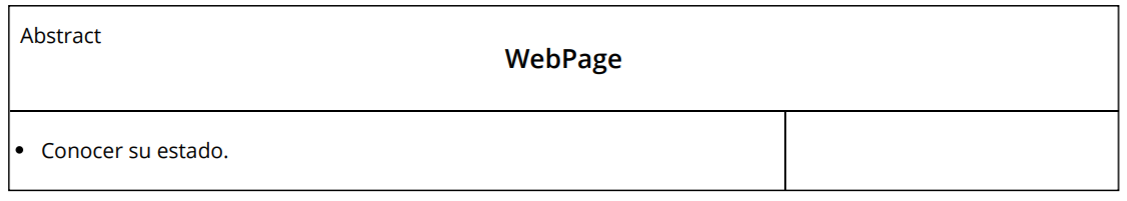 Abstract
WebPage
• Conocer su estado.